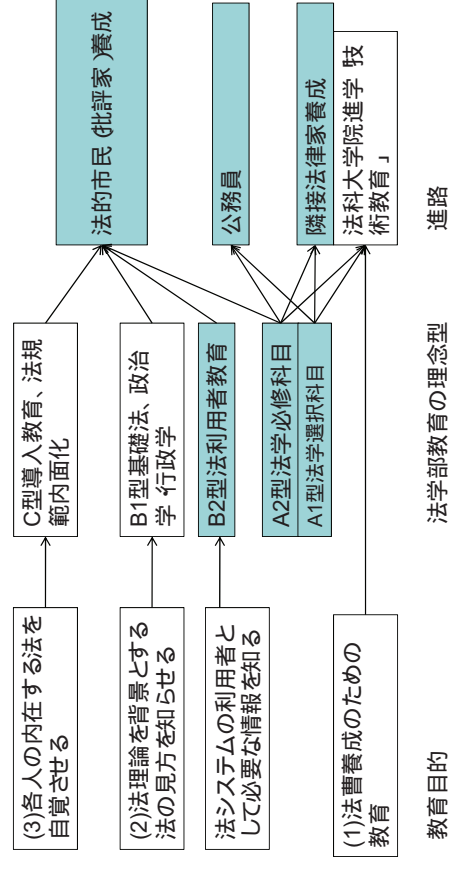 (3)各人の内在する法を
自覚させる
(2)法理論を背景とする
法の見方を知らせる
法システムの利用者と
して必要な情報を知る
(1)法曹養成のための
教育
教育目的
C型導入教育、法規
範内面化
B1型基礎法、政治
学・行政学
B2型法利用者教育
A2型法学必修科目
A1型法学選択科目
法学部教育の理念型
法的市民(批評家)養成
公務員
隣接法律家養成
法科大学院進学「技
術教育」
進路